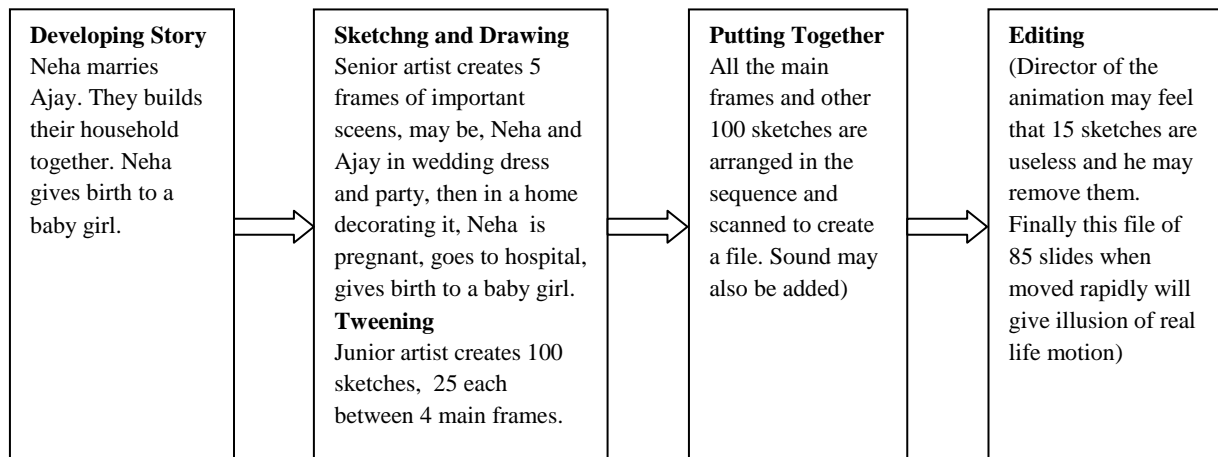 Developing Story
Neha marries
Ajay. They builds
their household
together. Neha
gives birth to a
baby girl.
Sketchng and Drawing
Senior artist creates 5
frames of important
sceens, may be, Neha and
Ajay in wedding dress
and party, then in a home
decorating it, Neha is
pregnant, goes to hospital,
gives birth to a baby girl.
Tweening
Junior artist creates 100
sketches, 25 each
between 4 main frames.
Putting Together
All the main
frames and other
100 sketches are
arranged in the
sequence and
scanned to create
a file. Sound may
also be added)
Editing
(Director of the
animation may feel
that 15 sketches are
useless and he may
remove them.
Finally this file of
85 slides when
moved rapidly will
give illusion of real
life motion)